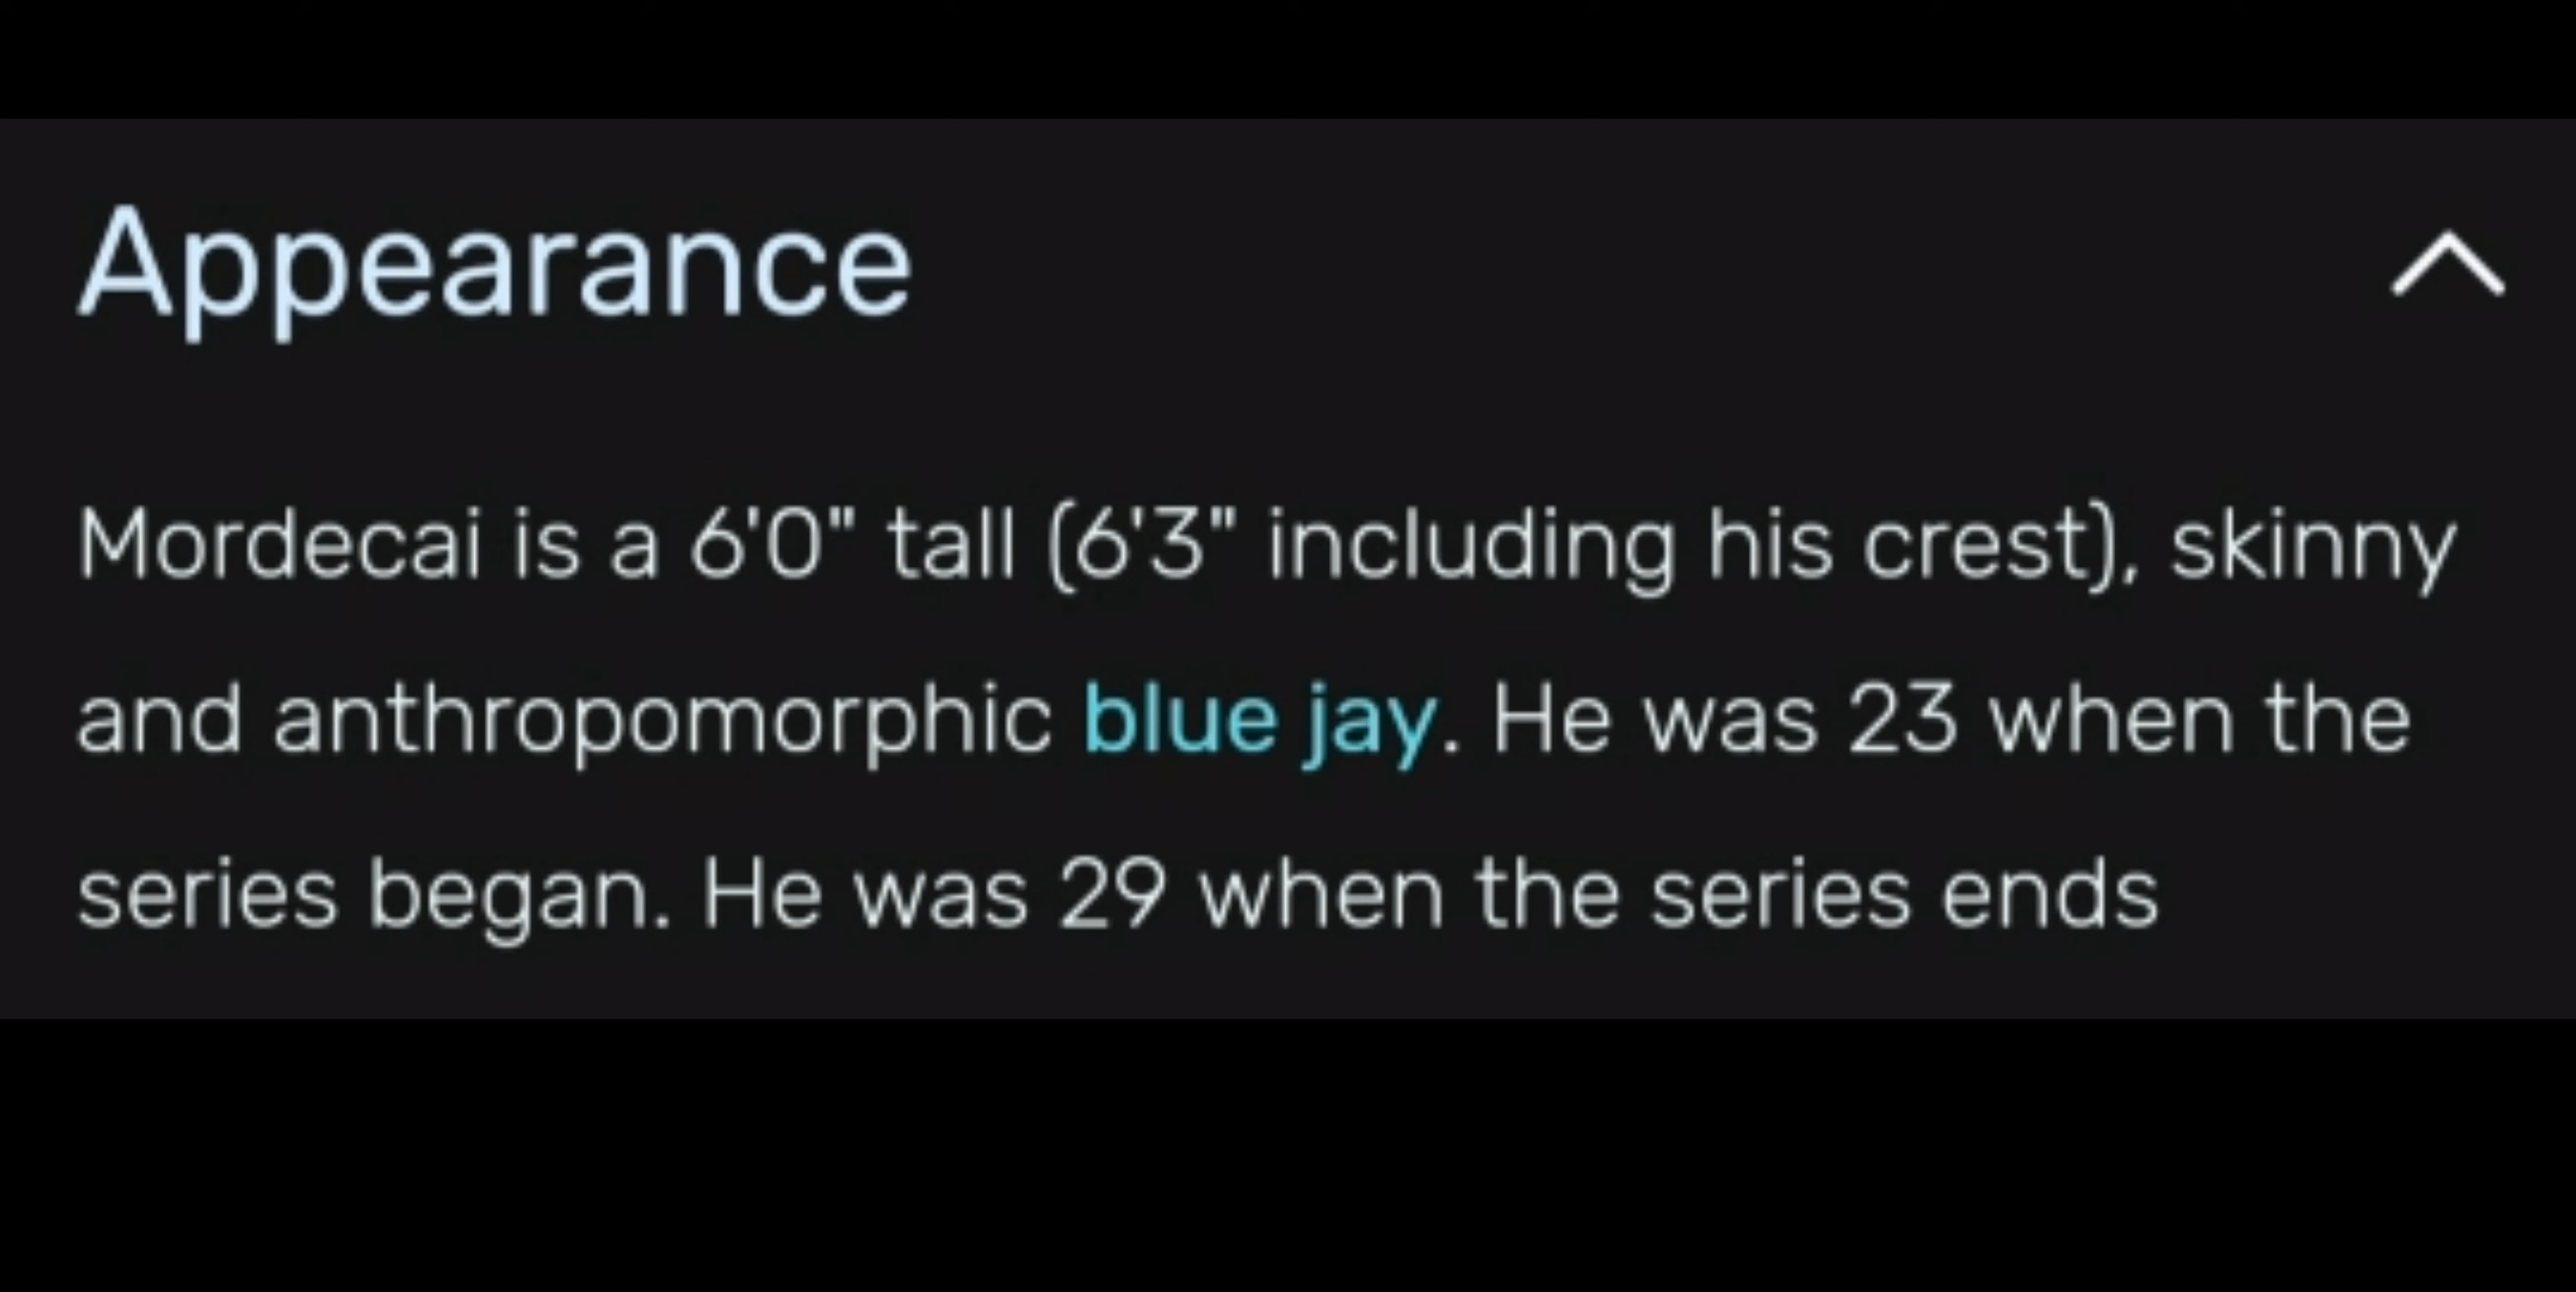 Appearance
Mordecai is a 6'0" tall (6'3" including his crest), skinny
and anthropomorphic blue jay. He was 23 when the
series began. He was 29 when the series ends